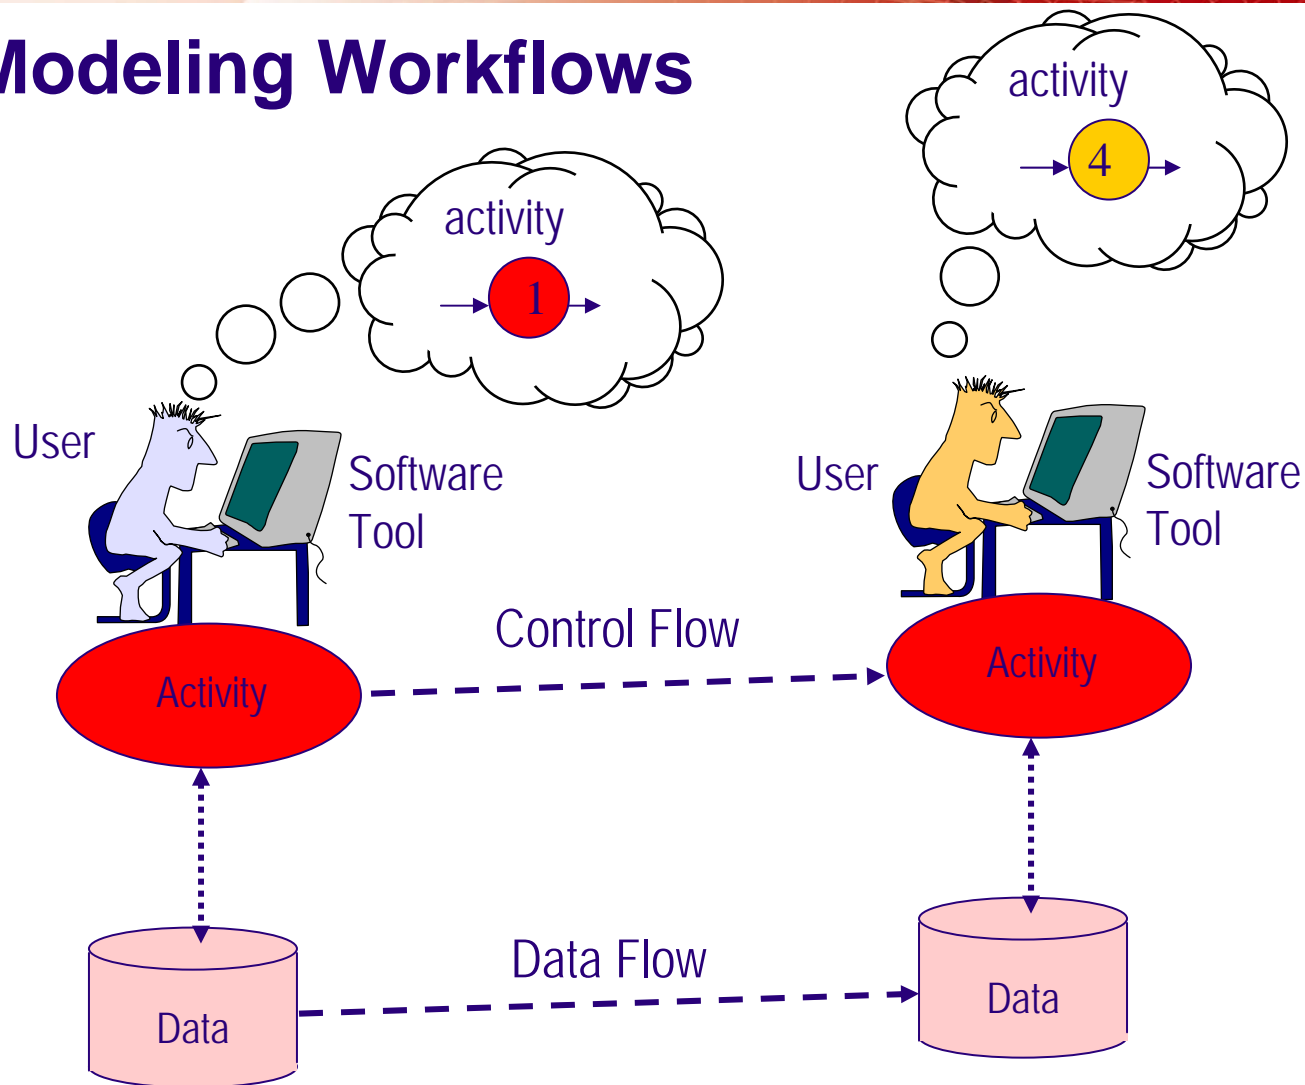 Modeling Workflows
activity
4
activity
1
User
Software
Tool
User
Software
Tool
Control Flow
Activity
Activity
Data Flow
Data
Data